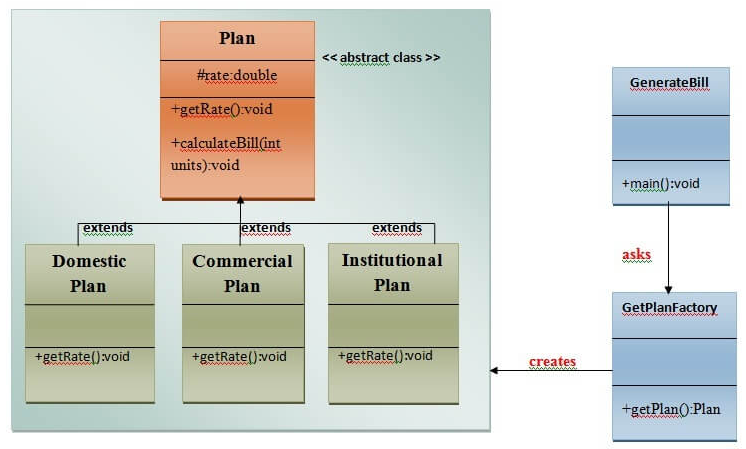 Plan
<< abstract class >>
#rate:double
+getRate():void
+calculateBill(int
units):void
extends
extends
extends
Domestic
Plan
+getRate():void
Commercial
Plan
+getRate():void
Institutional
Plan
+getRate():void
GenerateBill
+main():void
asks
GetPlanFactory
+getPlan():Plan
creates